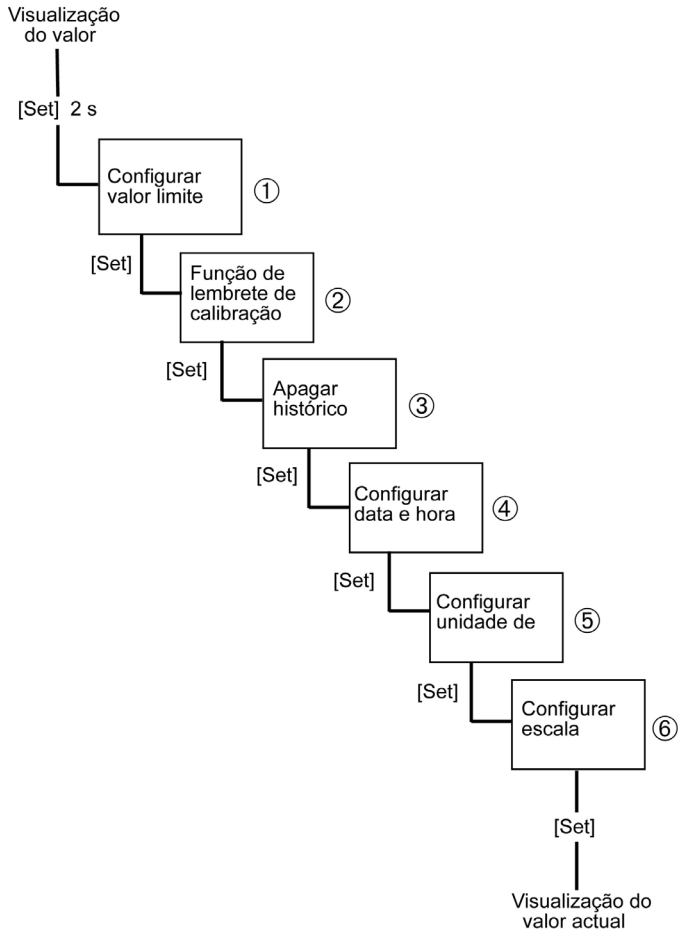 Visualização
do valor
[Set] 2 s
Configurar
valor limite
①
[Set]
Função de
lembrete de
calibração
②
[Set]
Apagar
histórico
③
[Set]
Configurar
data e hora
④
[Set]
Configurar
unidade de
⑤
[Set]
Configurar
escala
⑥
[Set]
Visualização do
valor actual